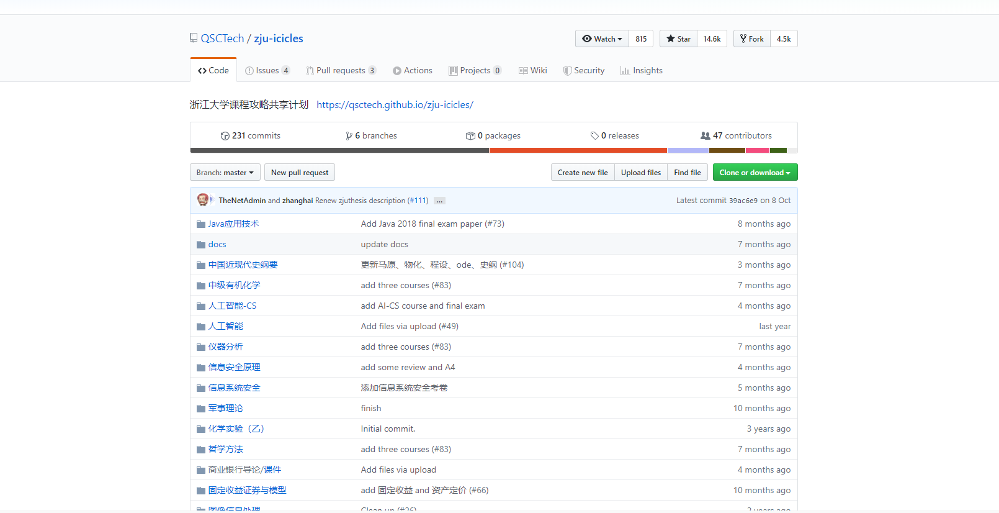 QSCTech / zju-icicles
Watch 815 Star 14.6k Fork 4.5k
Code Issues 4 Pull requests 3 Actions Projects 0 Wiki Security Insights
浙江大学课程攻略共享计划 https://qsctech.github.io/zju-icicles/
231 commits 6 branches 0 packages 0 releases 47 contributors
Branch: master New pull request Create new file Upload files Find file Clone or download
TheNetAdmin and zhanghai Renew zjuthesis description (#111) ... Latest commit 39ac6e9 on 8 Oct
Java应用技术 Add Java 2018 final exam paper (#73) 8 months ago
docs update docs 7 months ago
中国近现代史纲要 更新马原、物化、程设、ode、史纲 (#104) 3 months ago
中级有机化学 add three courses (#83) 7 months ago
人工智能-CS add AI-CS course and final exam 4 months ago
人工智能 Add files via upload (#49) last year
仪器分析 add three courses (#83) 7 months ago
信息安全原理 add some review and A4 4 months ago
信息系统安全 添加信息系统安全考卷 5 months ago
军事理论 finish 10 months ago
化学实验（乙） Initial commit. 3 years ago
哲学方法 add three courses (#83) 7 months ago
商业银行导论/课件 Add files via upload 4 months ago
固定收益证券与模型 add 固定收益 and 资产定价 (#66) 10 months ago
图像信息处理 Clean up (#26) 2 years ago